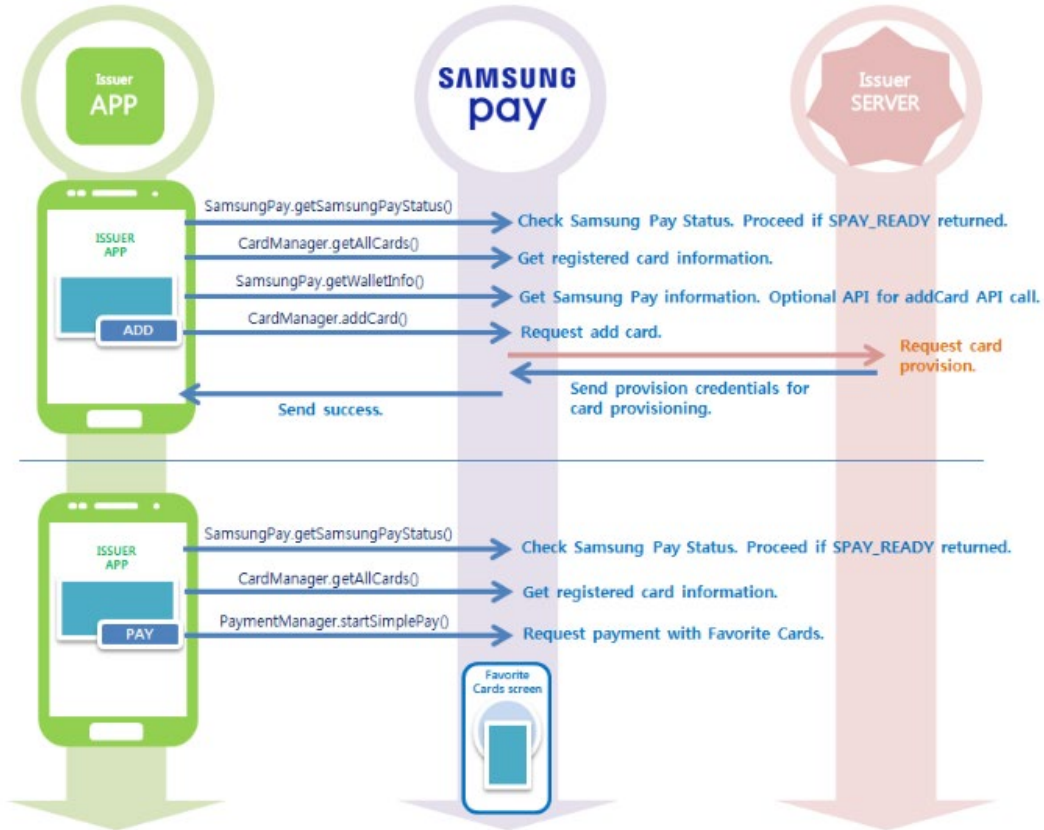 Issuer
APP
SAMSUNG
pay
Issuer
SERVER
SamsungPay.getSamsungPayStatus()
Check Samsung Pay Status. Proceed if SPAY_READY returned.
ISSUER
APP
CardManager.getAllCards()
Get registered card information.
SamsungPay.getWalletInfo()
Get Samsung Pay information. Optional API for addCard API call.
ADD
CardManager.addCard()
Request add card.
Request card
provision.
Send provision credentials for
card provisioning.
Send success.
SamsungPay.getSamsungPayStatus()
Check Samsung Pay Status. Proceed if SPAY_READY returned.
ISSUER
APP
CardManager.getAllCards()
Get registered card information.
PAY
PaymentManager.startSimplePay()
Request payment with Favorite Cards.
Favorite
Cards screen